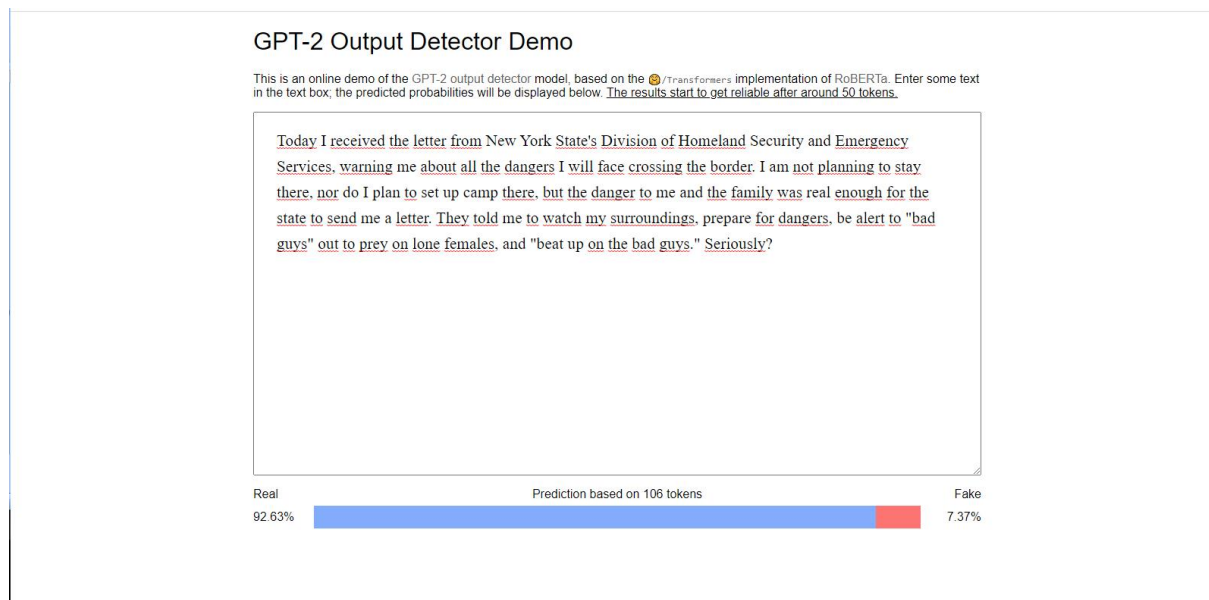 GPT-2 Output Detector Demo
This is an online demo of the GPT-2 output detector model, based on the 🤗/Transformers implementation of RoBERTa. Enter some text
in the text box; the predicted probabilities will be displayed below. The results start to get reliable after around 50 tokens.
Today I received the letter from New York State's Division of Homeland Security and Emergency
Services, warning me about all the dangers I will face crossing the border. I am not planning to stay
there, nor do I plan to set up camp there, but the danger to me and the family was real enough for the
state to send me a letter. They told me to watch my surroundings, prepare for dangers, be alert to "bad
guys" out to prey on lone females, and "beat up on the bad guys." Seriously?
Real Prediction based on 106 tokens Fake
92.63% 7.37%